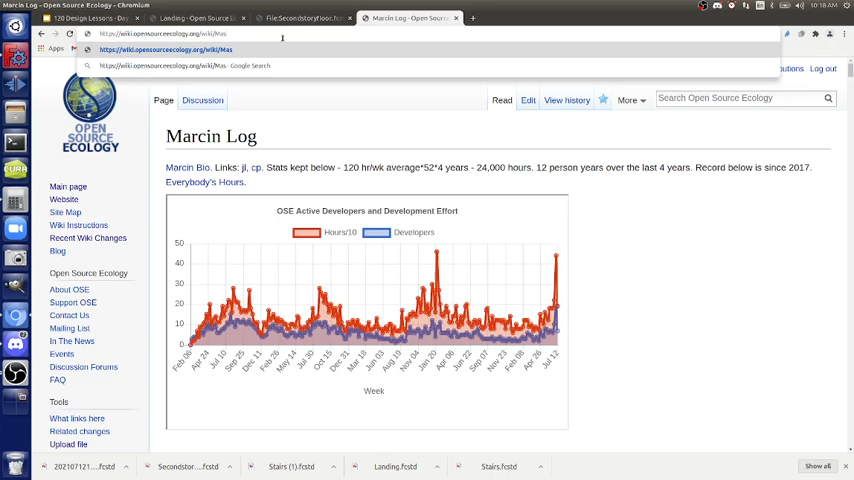 Marcin Log - Open Source Ecology - Chromium
10:18 AM
120 Design Lessons - Day
Landing - Open Source Ec
File:Secondstoryfloor.fc
Marcin Log - Open Source
https://wiki.opensourceecology.org/wiki/Mas
https://wiki.opensourceecology.org/wiki/Mas
https://wiki.opensourceecology.org/wiki/Mas - Google Search
Apps
butions
Log out
Page
Discussion
Read
Edit
View history
More
Search Open Source Ecology
OPEN
SOURCE
ECOLOGY
Marcin Log
Marcin Bio. Links: jl, cp. Stats kept below - 120 hr/wk average*52*4 years - 24,000 hours. 12 person years over the last 4 years. Record below is since 2017.
Everybody's Hours.
Main page
Website
Site Map
Wiki Instructions
Recent Wiki Changes
Blog
Open Source Ecology
About OSE
Support OSE
Contact Us
Mailing List
In The News
Events
Discussion Forums
FAQ
Tools
What links here
Related changes
Upload file
OSE Active Developers and Development Effort
Hours/10
Developers
50
40
30
20
10
0
Feb 06
Apr 24
Jul 10
Sep 25
Dec 11
Feb 26
May 14
Jul 30
Oct 15
Dec 31
Mar 18
Jun 03
Aug 19
Nov 04
Jan 20
Apr 06
Jun 22
Sep 07
Nov 23
Feb 08
Apr 26
Jul 12
Week
202107121....fcstd
Secondstor....fcstd
Stairs (1).fcstd
Landing.fcstd
Stairs.fcstd
Show all